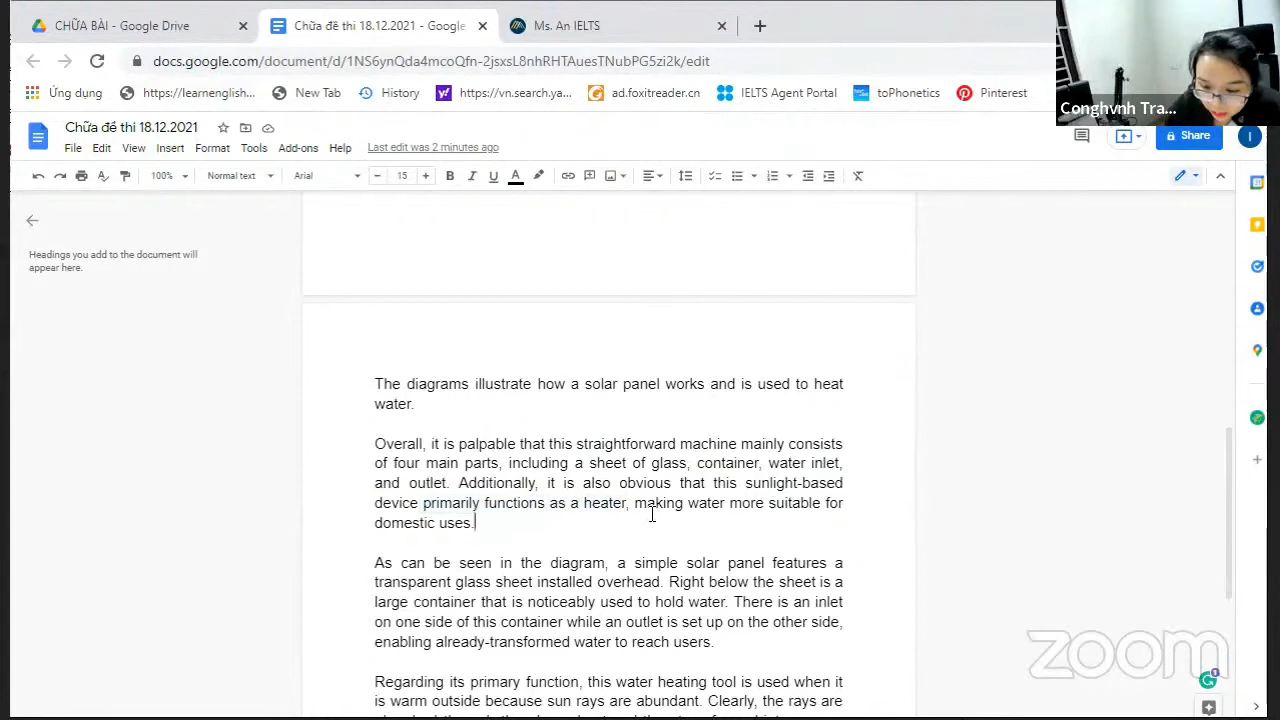 CHỮA BÀI - Google Drive
Chữa đề thi 18.12.2021 - Google
Ms. An IELTS
docs.google.com/document/d/
Ứng dụng
https://learnenglish...
New Tab
History
https://vn.search.ya...
ad.foxitreader.cn
IELTS Agent Portal
toPhonetics
Pinterest
Conghvnh Tra...
Chữa đề thi 18.12.2021
File Edit View Insert Format Tools Add-ons Help Last edit was 2 minutes ago
Share
I
100% Normal text Arial 15 B I U A
Headings you add to the document will
appear here.
The diagrams illustrate how a solar panel works and is used to heat
water.
Overall, it is palpable that this straightforward machine mainly consists
of four main parts, including a sheet of glass, container, water inlet,
and outlet. Additionally, it is also obvious that this sunlight-based
device primarily functions as a heater, making water more suitable for
domestic uses.
As can be seen in the diagram, a simple solar panel features a
transparent glass sheet installed overhead. Right below the sheet is a
large container that is noticeably used to hold water. There is an inlet
on one side of this container while an outlet is set up on the other side,
enabling already-transformed water to reach users.
Regarding its primary function, this water heating tool is used when it
is warm outside because sun rays are abundant. Clearly, the rays are
zoom